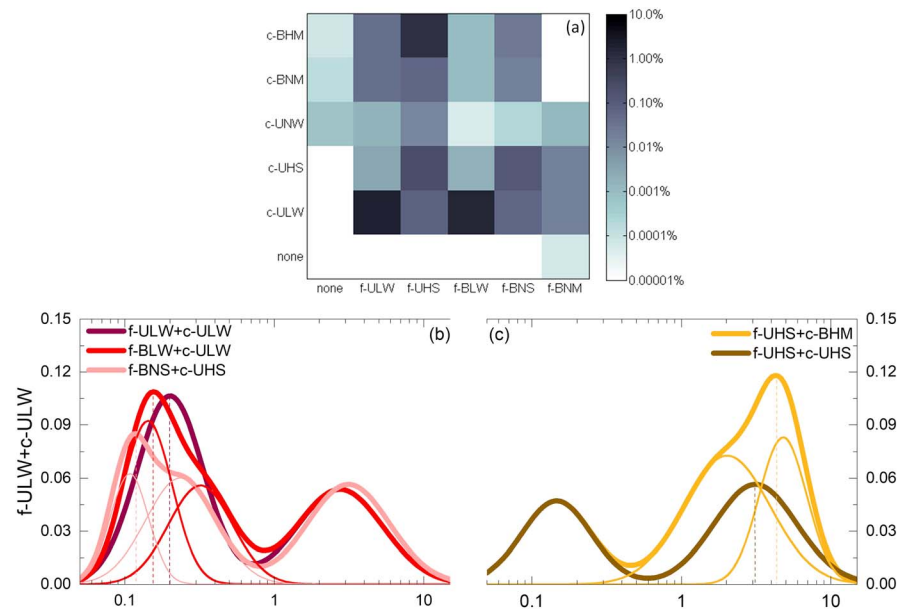 (a)
c-BHM
c-BNM
c-UNW
c-UHS
c-ULW
none
none f-ULW f-UHS f-BLW f-BNS f-BNM
10.0%
1.00%
0.10%
0.01%
0.001%
0.0001%
0.00001%
f-ULW+c-ULW
0.15
0.12
0.09
0.06
0.03
0.00
f-ULW+c-ULW
f-BLW+c-ULW
f-BNS+c-UHS
(b)
0.1 1 10
(c)
f-UHS+c-BHM
f-UHS+c-UHS
0.15
0.12
0.09
0.06
0.03
0.00
0.1 1 10